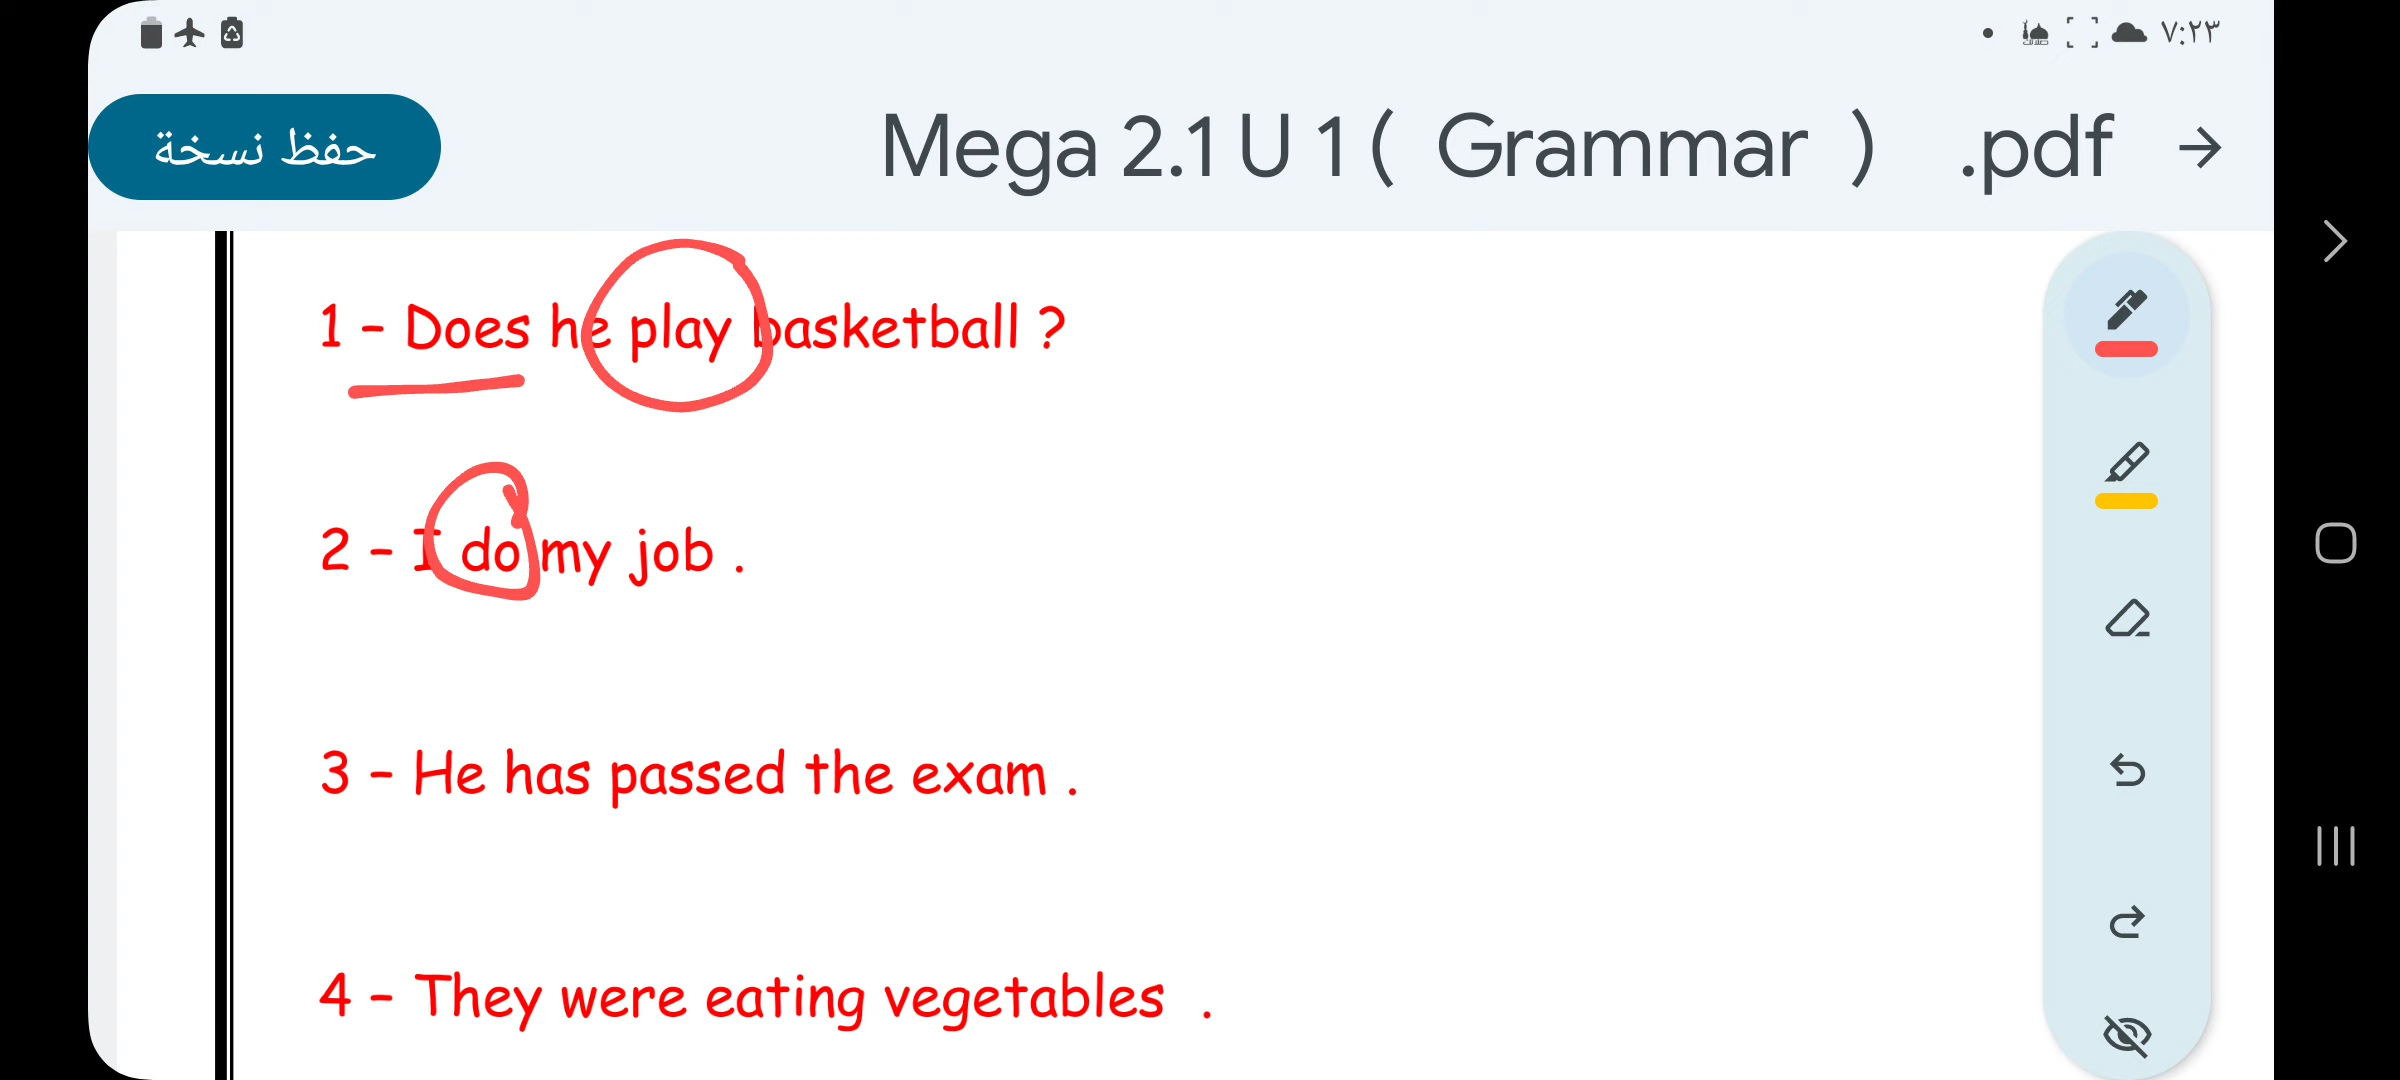 ٧:٢٣
حفظ نسخة
Mega 2.1 U 1 ( Grammar ) .pdf
1 - Does he play basketball ?
2 - I do my job .
3 - He has passed the exam .
4 - They were eating vegetables .